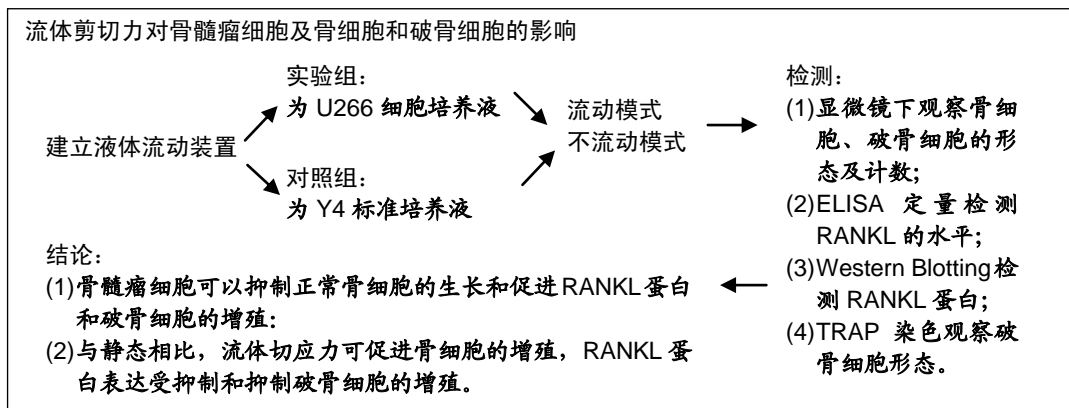 流体剪切力对骨髓瘤细胞及骨细胞和破骨细胞的影响
建立液体流动装置
实验组:
为 U266 细胞培养液
对照组:
为 Y4 标准培养液
流动模式
不流动模式
检测:
(1)显微镜下观察骨细
胞、破骨细胞的形
态及计数;
(2)ELISA 定量检测
RANKL 的水平;
(3)Western Blotting检
测 RANKL 蛋白;
(4)TRAP 染色观察破
骨细胞形态。
结论:
(1)骨髓瘤细胞可以抑制正常骨细胞的生长和促进RANKL蛋白
和破骨细胞的增殖:
(2)与静态相比，流体切应力可促进骨细胞的增殖，RANKL 蛋
白表达受抑制和抑制破骨细胞的增殖。